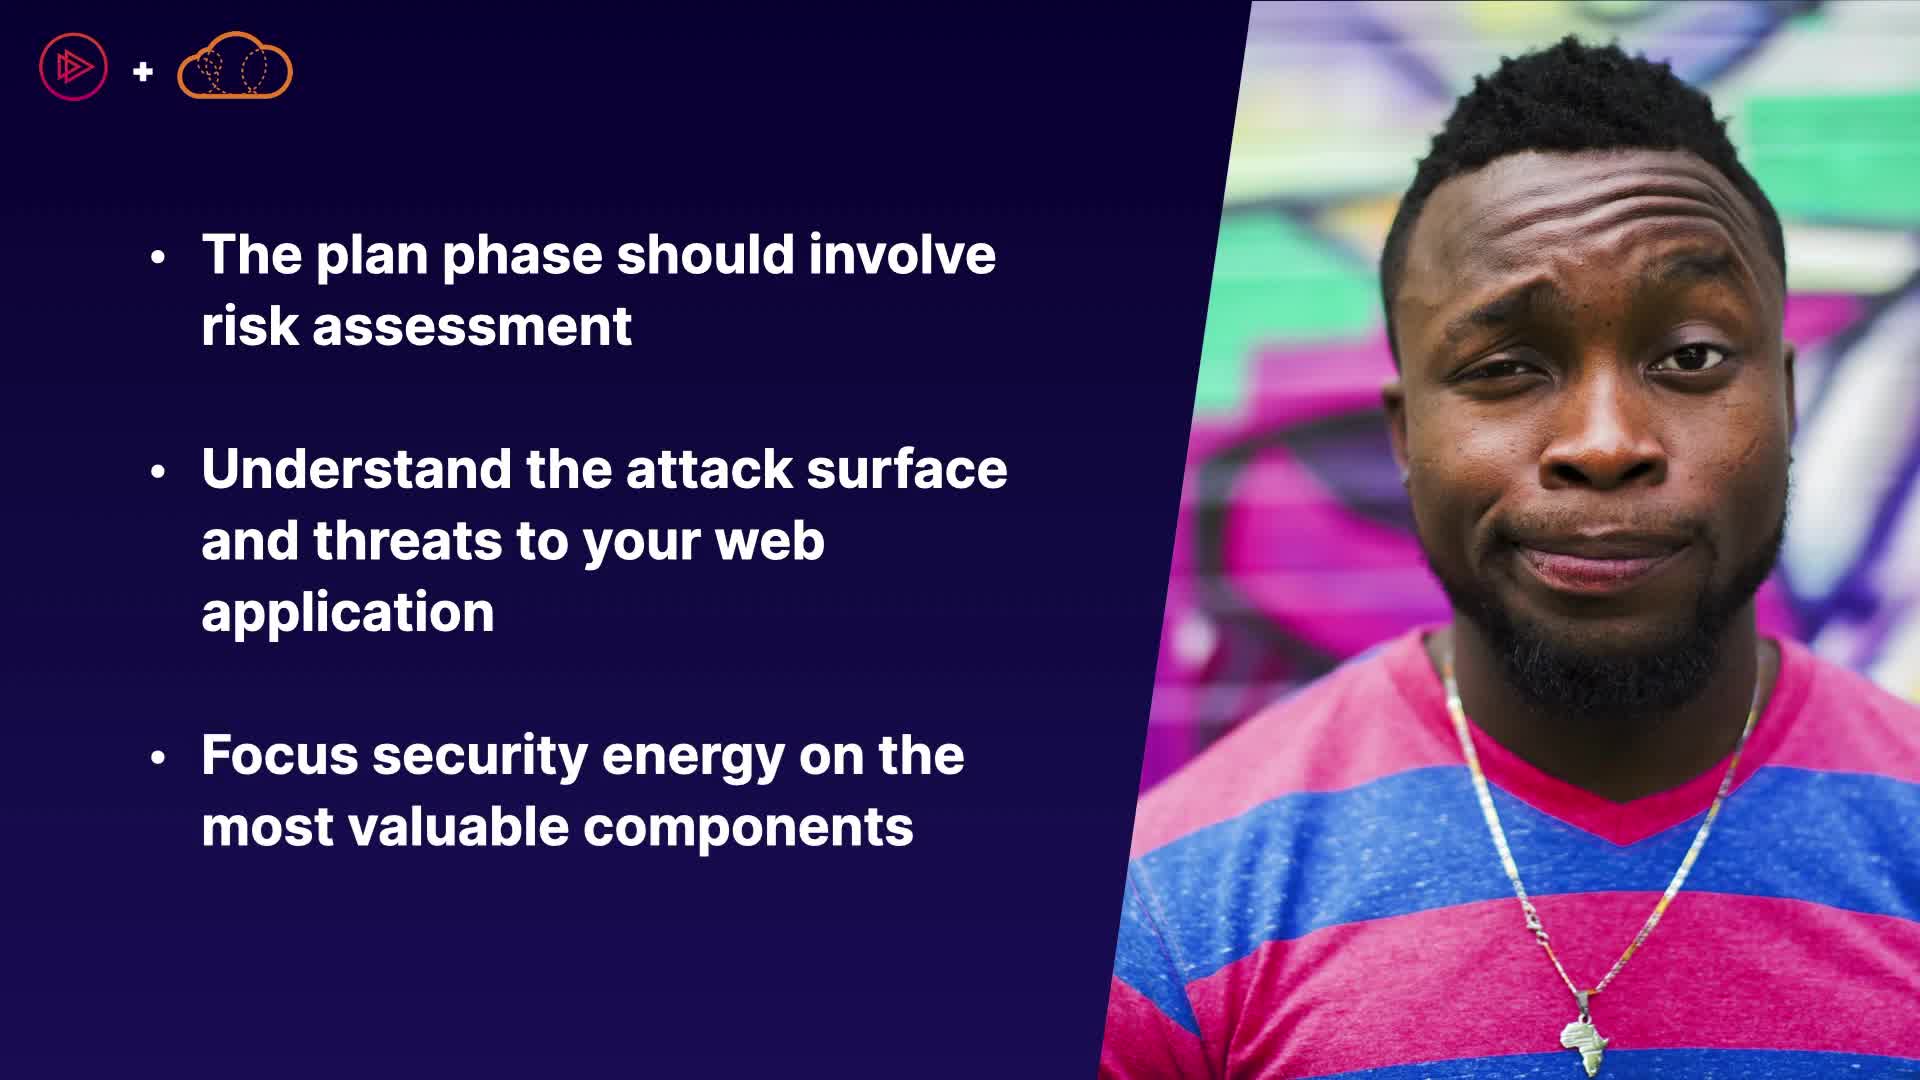 • The plan phase should involve
risk assessment
• Understand the attack surface
and threats to your web
application
• Focus security energy on the
most valuable components